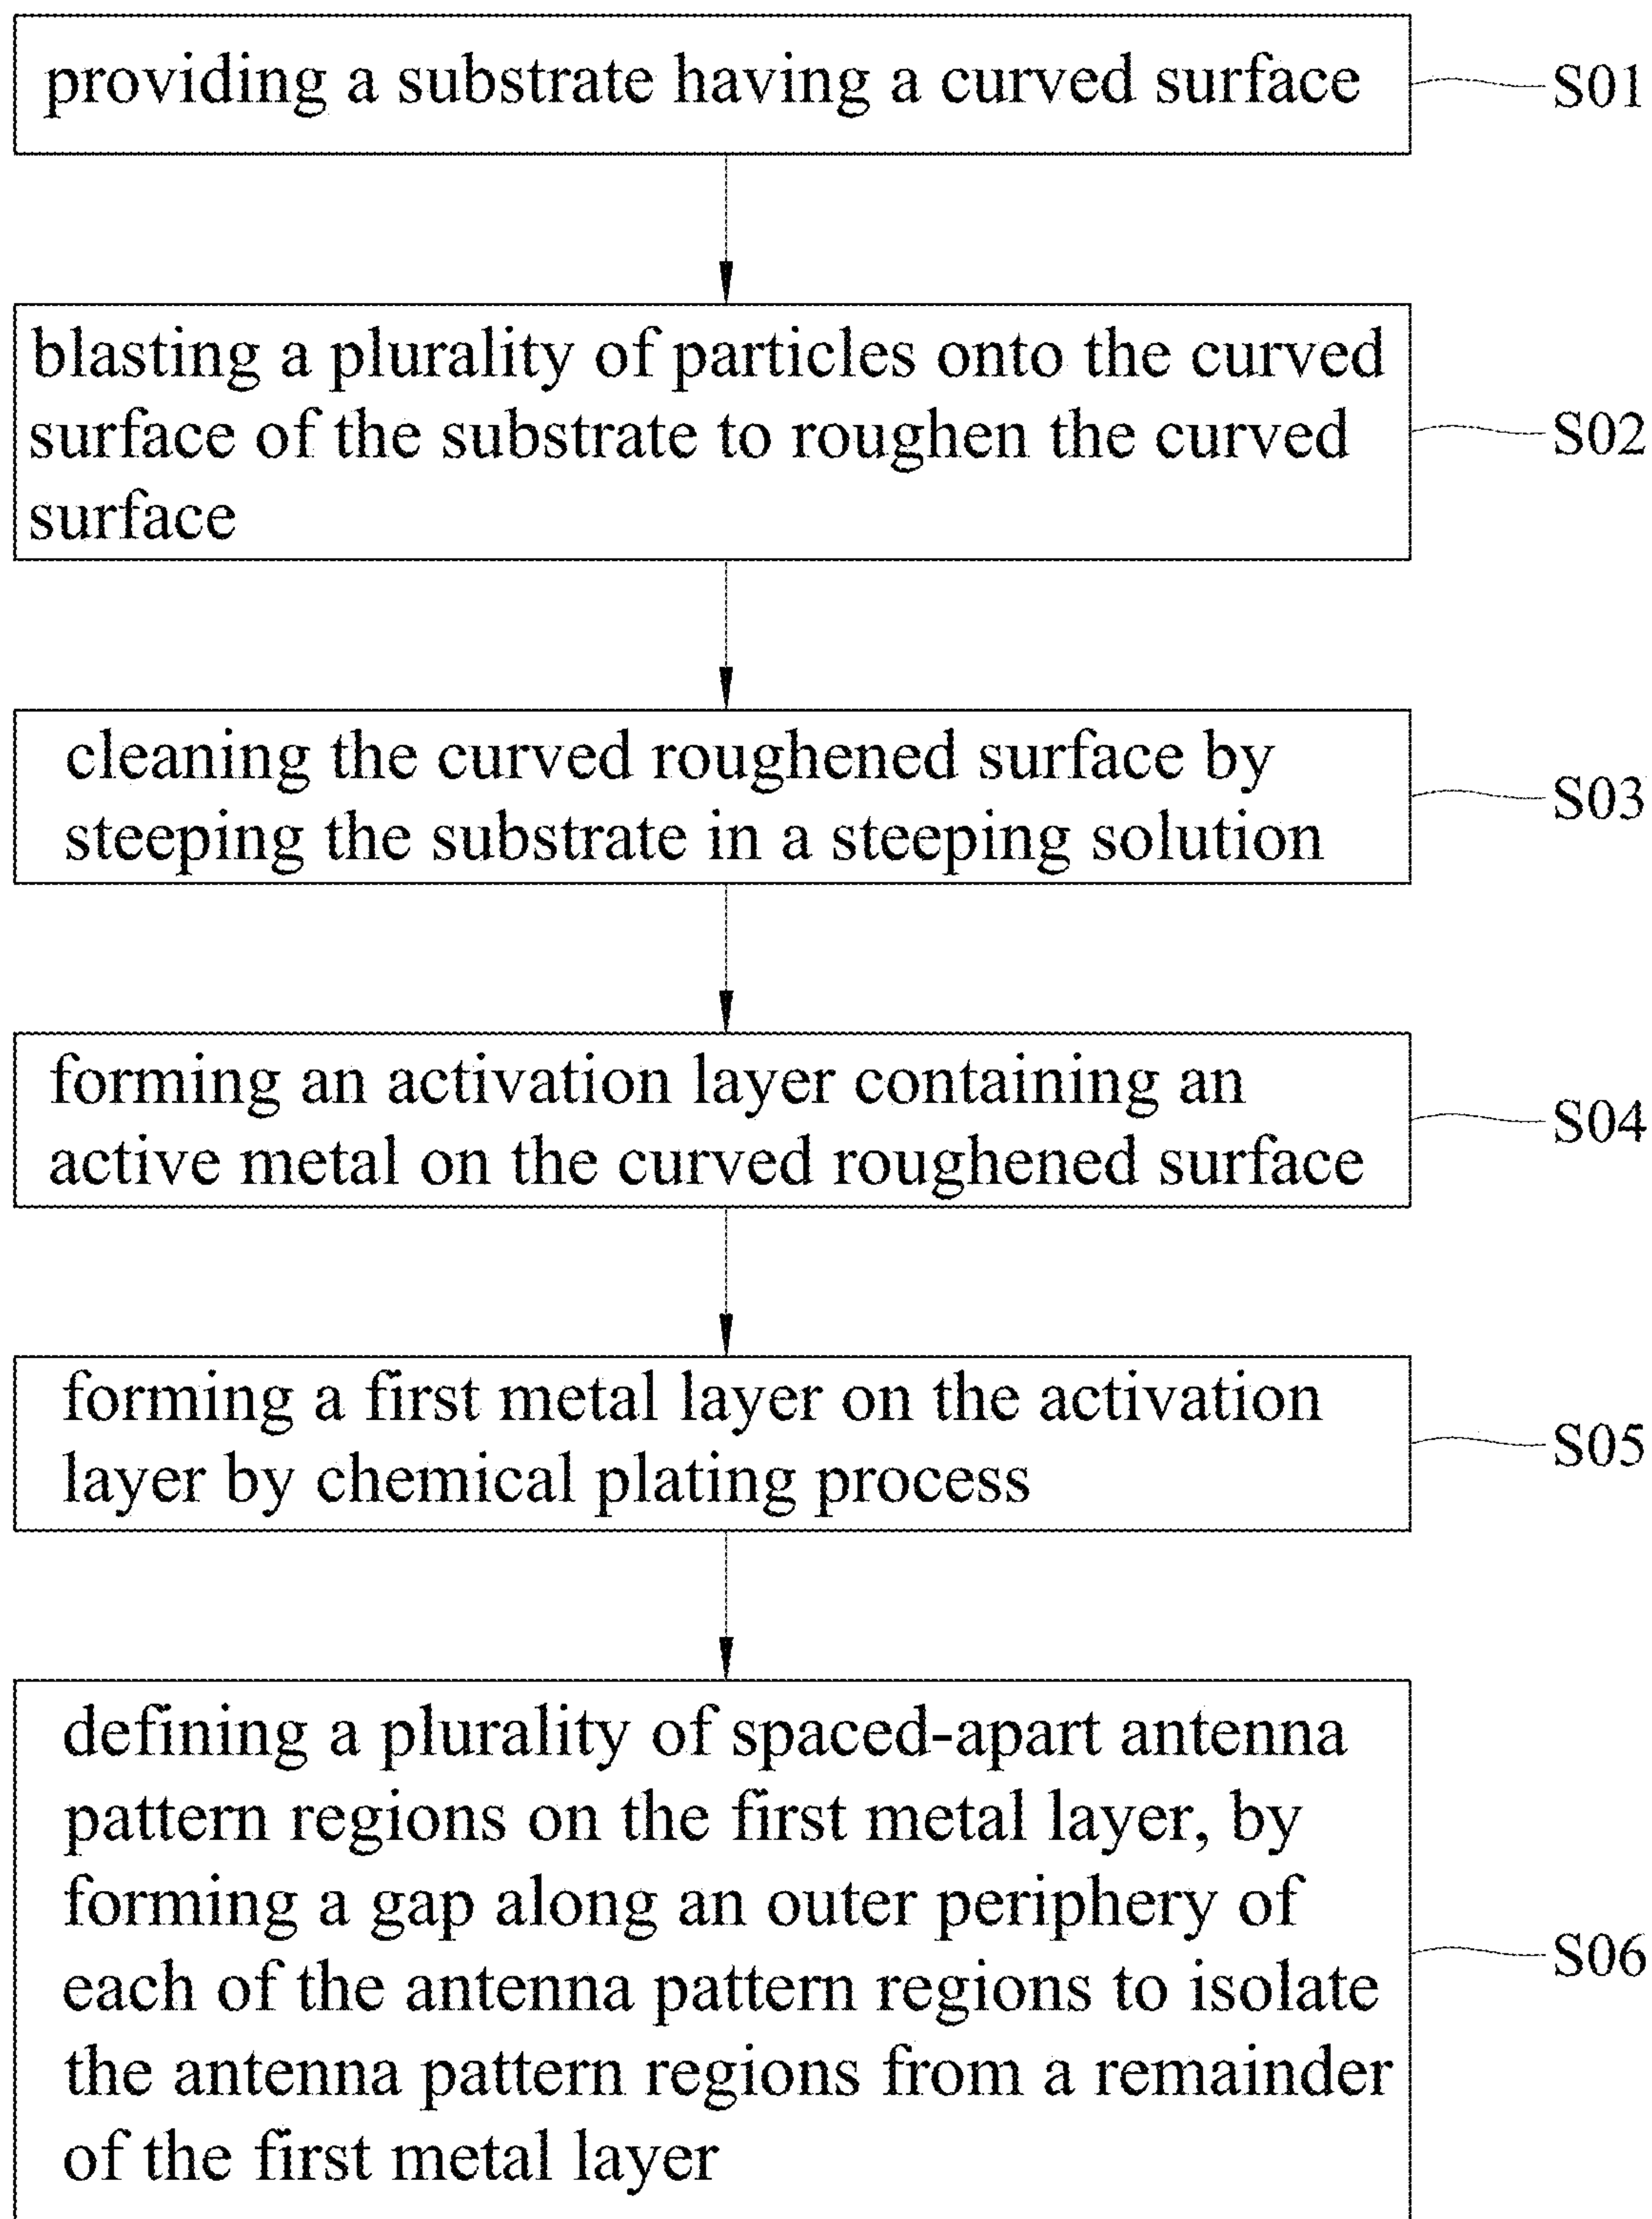 providing a substrate having a curved surface
S01
blasting a plurality of particles onto the curved
surface of the substrate to roughen the curved
surface
S02
cleaning the curved roughened surface by
steeping the substrate in a steeping solution
S03
forming an activation layer containing an
active metal on the curved roughened surface
S04
forming a first metal layer on the activation
layer by chemical plating process
S05
defining a plurality of spaced-apart antenna
pattern regions on the first metal layer, by
forming a gap along an outer periphery of
each of the antenna pattern regions to isolate
the antenna pattern regions from a remainder
of the first metal layer
S06